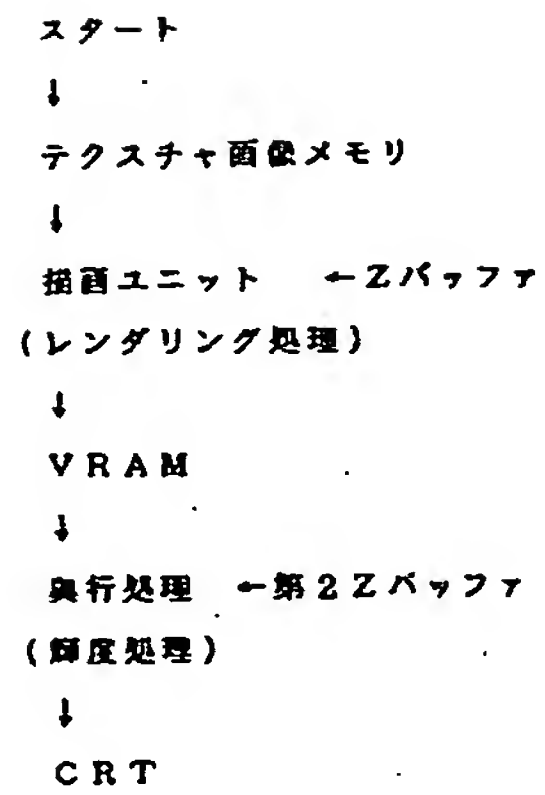 スタート
↓
テクスチャ画像メモリ
↓
描画ユニット ←Zバッファ
(レンダリング処理)
↓
VRAM
↓
奥行処理 ←第2Zバッファ
(輝度処理)
↓
CRT